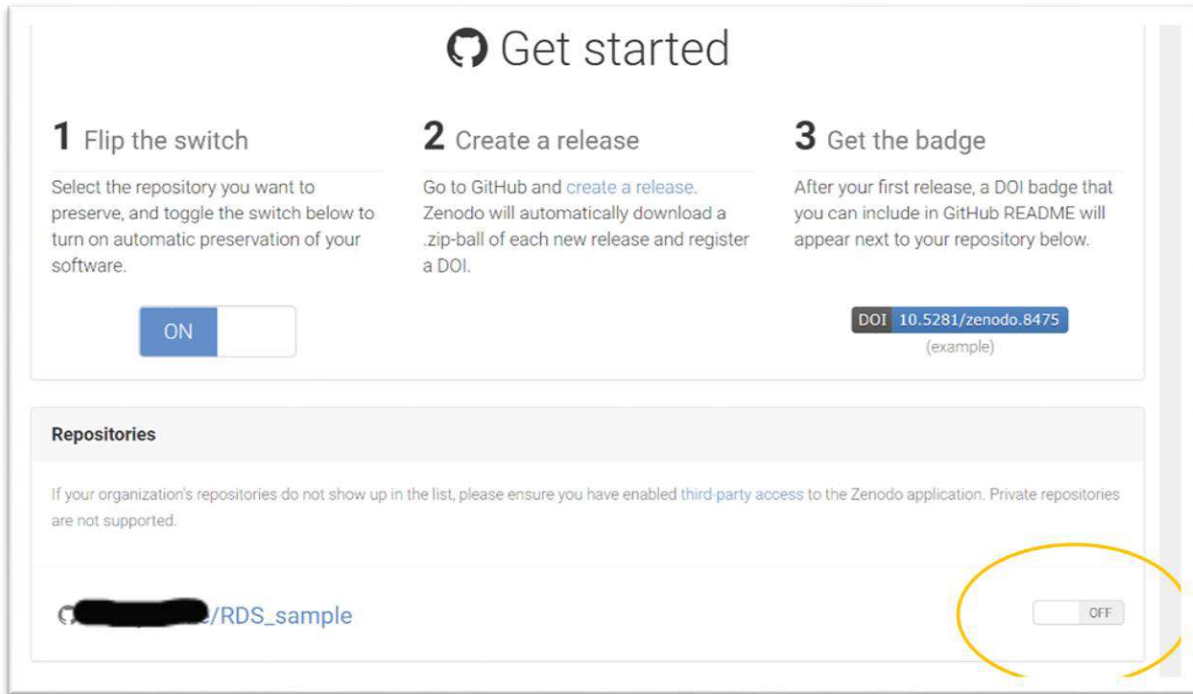 Get started
1 Flip the switch
Select the repository you want to
preserve, and toggle the switch below to
turn on automatic preservation of your
software.
ON
2 Create a release
Go to GitHub and create a release.
Zenodo will automatically download a
.zip-ball of each new release and register
a DOI.
3 Get the badge
After your first release, a DOI badge that
you can include in GitHub README will
appear next to your repository below.
DOI 10.5281/zenodo.8475
(example)
Repositories
If your organization's repositories do not show up in the list, please ensure you have enabled third-party access to the Zenodo application. Private repositories
are not supported.
/RDS_sample
OFF